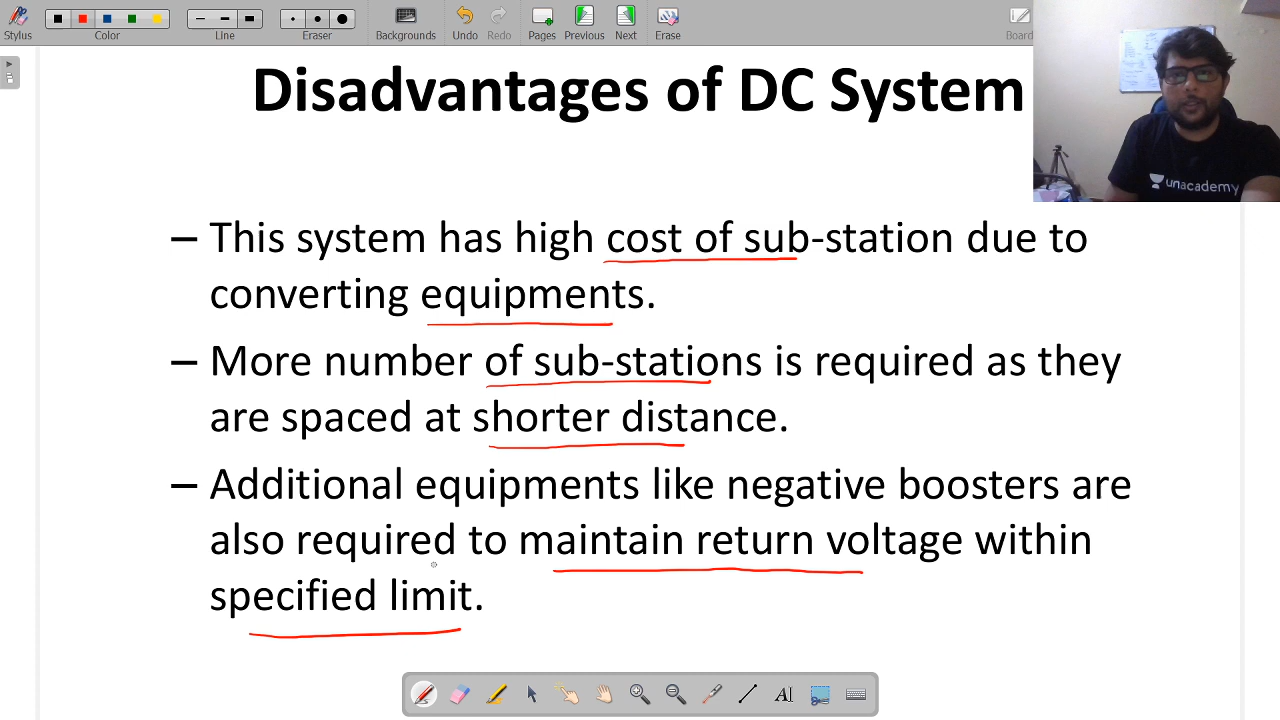 Stylus
Color
Line
Eraser
Backgrounds
Undo
Redo
Pages
Previous
Next
Erase
Board
Disadvantages of DC System
unacademy
– This system has high cost of sub-station due to
converting equipments.
– More number of sub-stations is required as they
are spaced at shorter distance.
– Additional equipments like negative boosters are
also required to maintain return voltage within
specified limit.
A